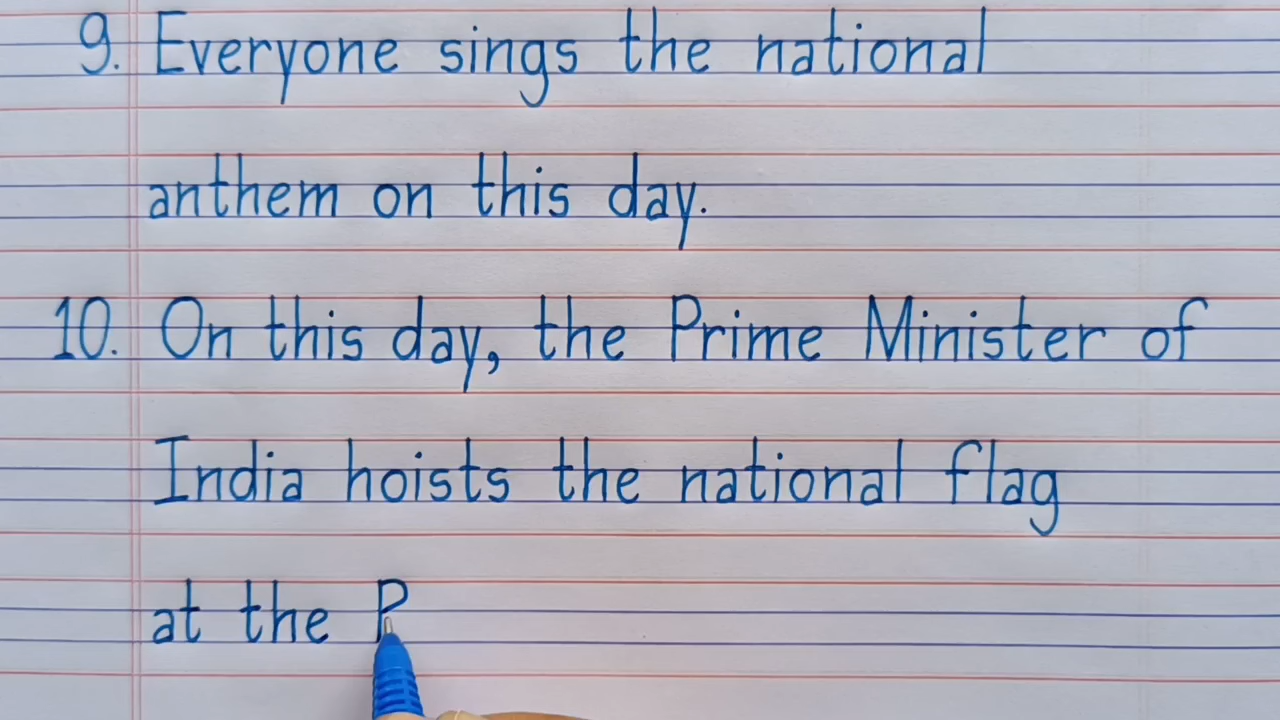 9. Everyone sings the national
anthem on this day.
10. On this day, the Prime Minister of
India hoists the national flag
at the P